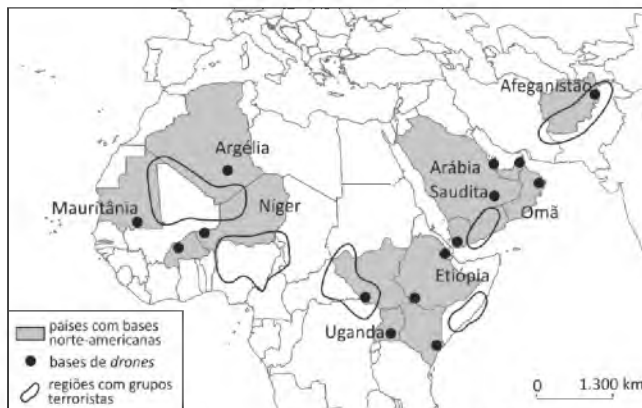 Afeganistão
Argélia
Arábia
Saudita
Mauritânia
Níger
Omã
Etiópia
Uganda
países com bases
norte-americanas
bases de drones
regiões com grupos
terroristas
0 1.300 km